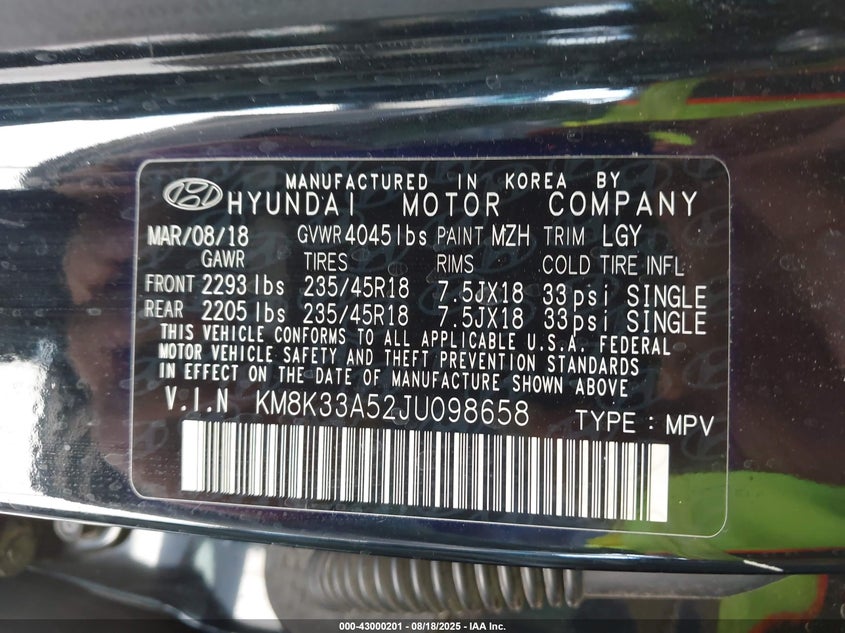 MANUFACTURED IN KOREA BY
HYUNDAI MOTOR COMPANY
MAR/08/18 GVWR 4045 lbs PAINT MZH TRIM LGY
GAWR TIRES RIMS COLD TIRE INFL
FRONT 2293 lbs 235/45R18 7.5JX18 33 psi SINGLE
REAR 2205 lbs 235/45R18 7.5JX18 33 psi SINGLE
THIS VEHICLE CONFORMS TO ALL APPLICABLE U.S.A. FEDERAL
MOTOR VEHICLE SAFETY AND THEFT PREVENTION STANDARDS
IN EFFECT ON THE DATE OF MANUFACTURE SHOWN ABOVE
V.I.N KM8K33A52JU098658 TYPE : MPV
000-43000201 - 08/18/2025 - IAA Inc.